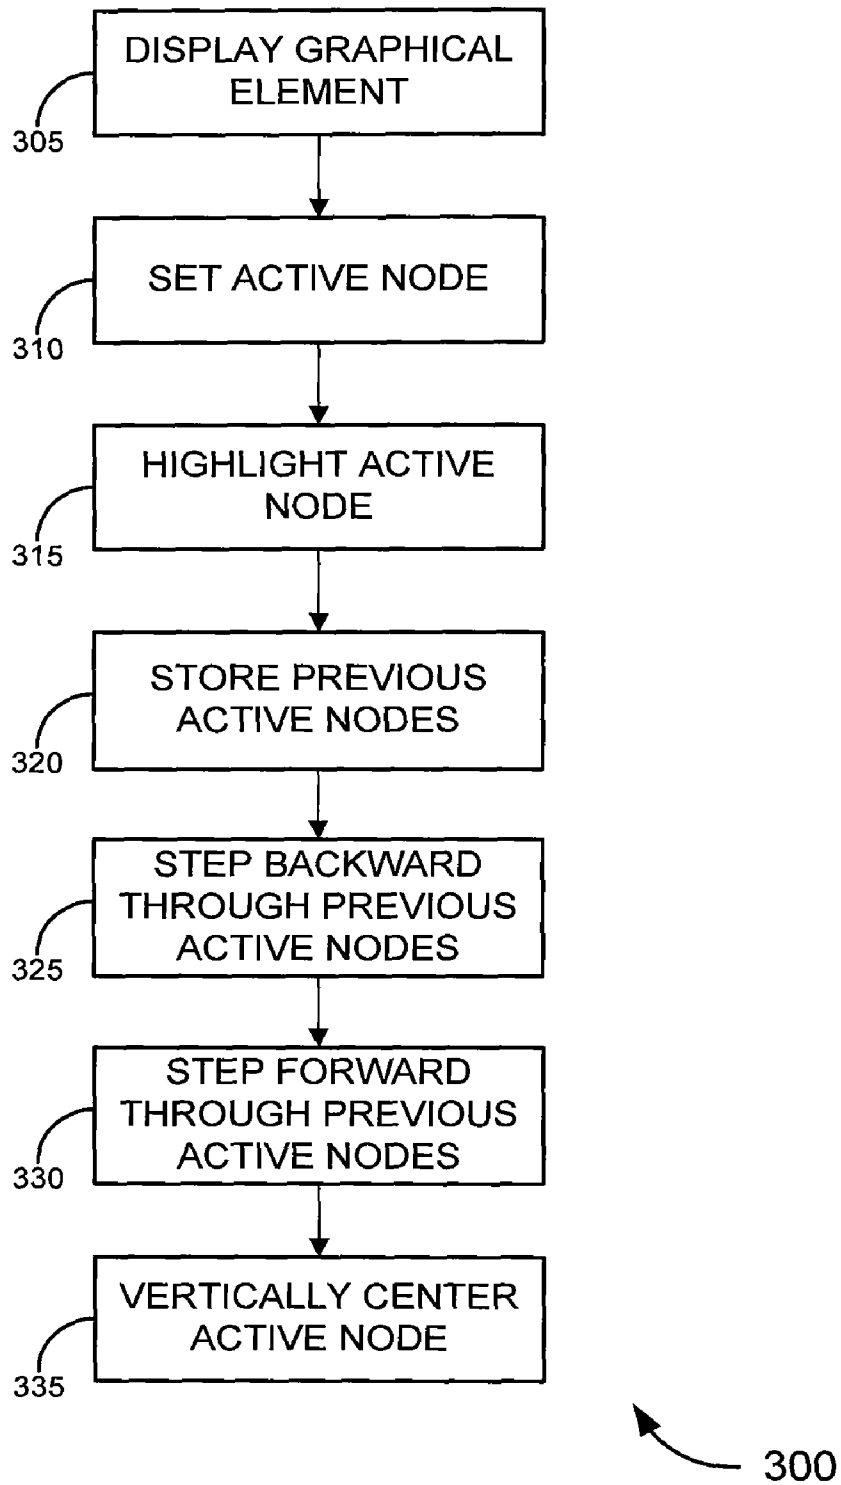 DISPLAY GRAPHICAL
ELEMENT
305
SET ACTIVE NODE
310
HIGHLIGHT ACTIVE
NODE
315
STORE PREVIOUS
ACTIVE NODES
320
STEP BACKWARD
THROUGH PREVIOUS
ACTIVE NODES
325
STEP FORWARD
THROUGH PREVIOUS
ACTIVE NODES
330
VERTICALLY CENTER
ACTIVE NODE
335
300